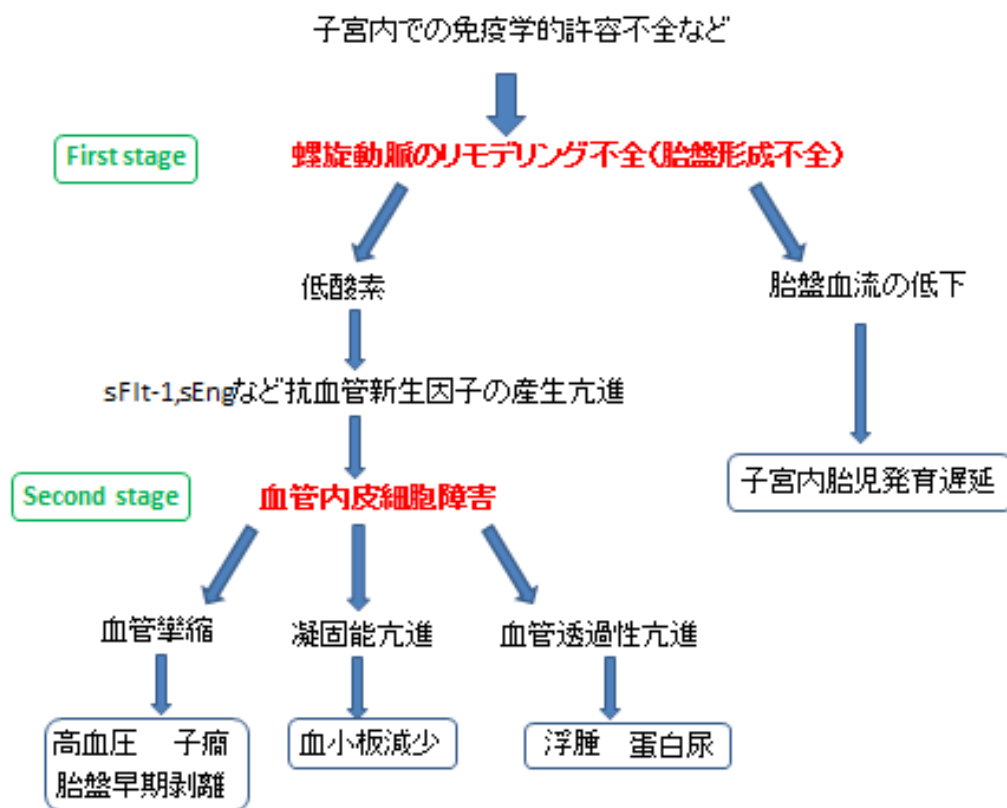 子宮内での免疫学的許容不全など
First stage
螺旋動脈のリモデリング不全(胎盤形成不全)
低酸素
胎盤血流の低下
sFlt-1,sEngなど抗血管新生因子の産生亢進
子宮内胎児発育遅延
Second stage
血管内皮細胞障害
血管攣縮
凝固能亢進
血管透過性亢進
高血圧 子癇
胎盤早期剥離
血小板減少
浮腫 蛋白尿